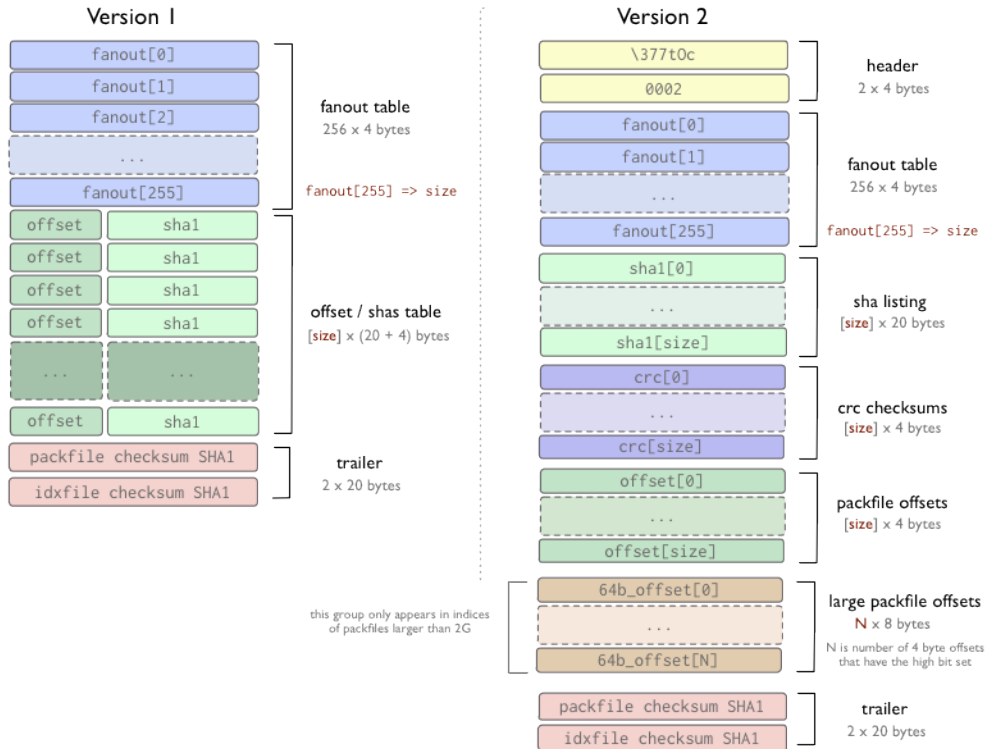 Version 1
fanout[0]
fanout[1]
fanout[2]
...
fanout[255]
fanout table
256 x 4 bytes
fanout[255] => size
offset sha1
offset sha1
offset sha1
offset sha1
... ...
offset sha1
offset / shas table
[size] x (20 + 4) bytes
packfile checksum SHA1
idxfile checksum SHA1
trailer
2 x 20 bytes
Version 2
\377tOc
0002
header
2 x 4 bytes
fanout[0]
fanout[1]
...
fanout[255]
fanout table
256 x 4 bytes
fanout[255] => size
sha1[0]
...
sha1[size]
sha listing
[size] x 20 bytes
crc[0]
...
crc[size]
crc checksums
[size] x 4 bytes
offset[0]
...
offset[size]
packfile offsets
[size] x 4 bytes
this group only appears in indices
of packfiles larger than 2G
64b_offset[0]
...
64b_offset[N]
large packfile offsets
N x 8 bytes
N is number of 4 byte offsets
that have the high bit set
packfile checksum SHA1
idxfile checksum SHA1
trailer
2 x 20 bytes